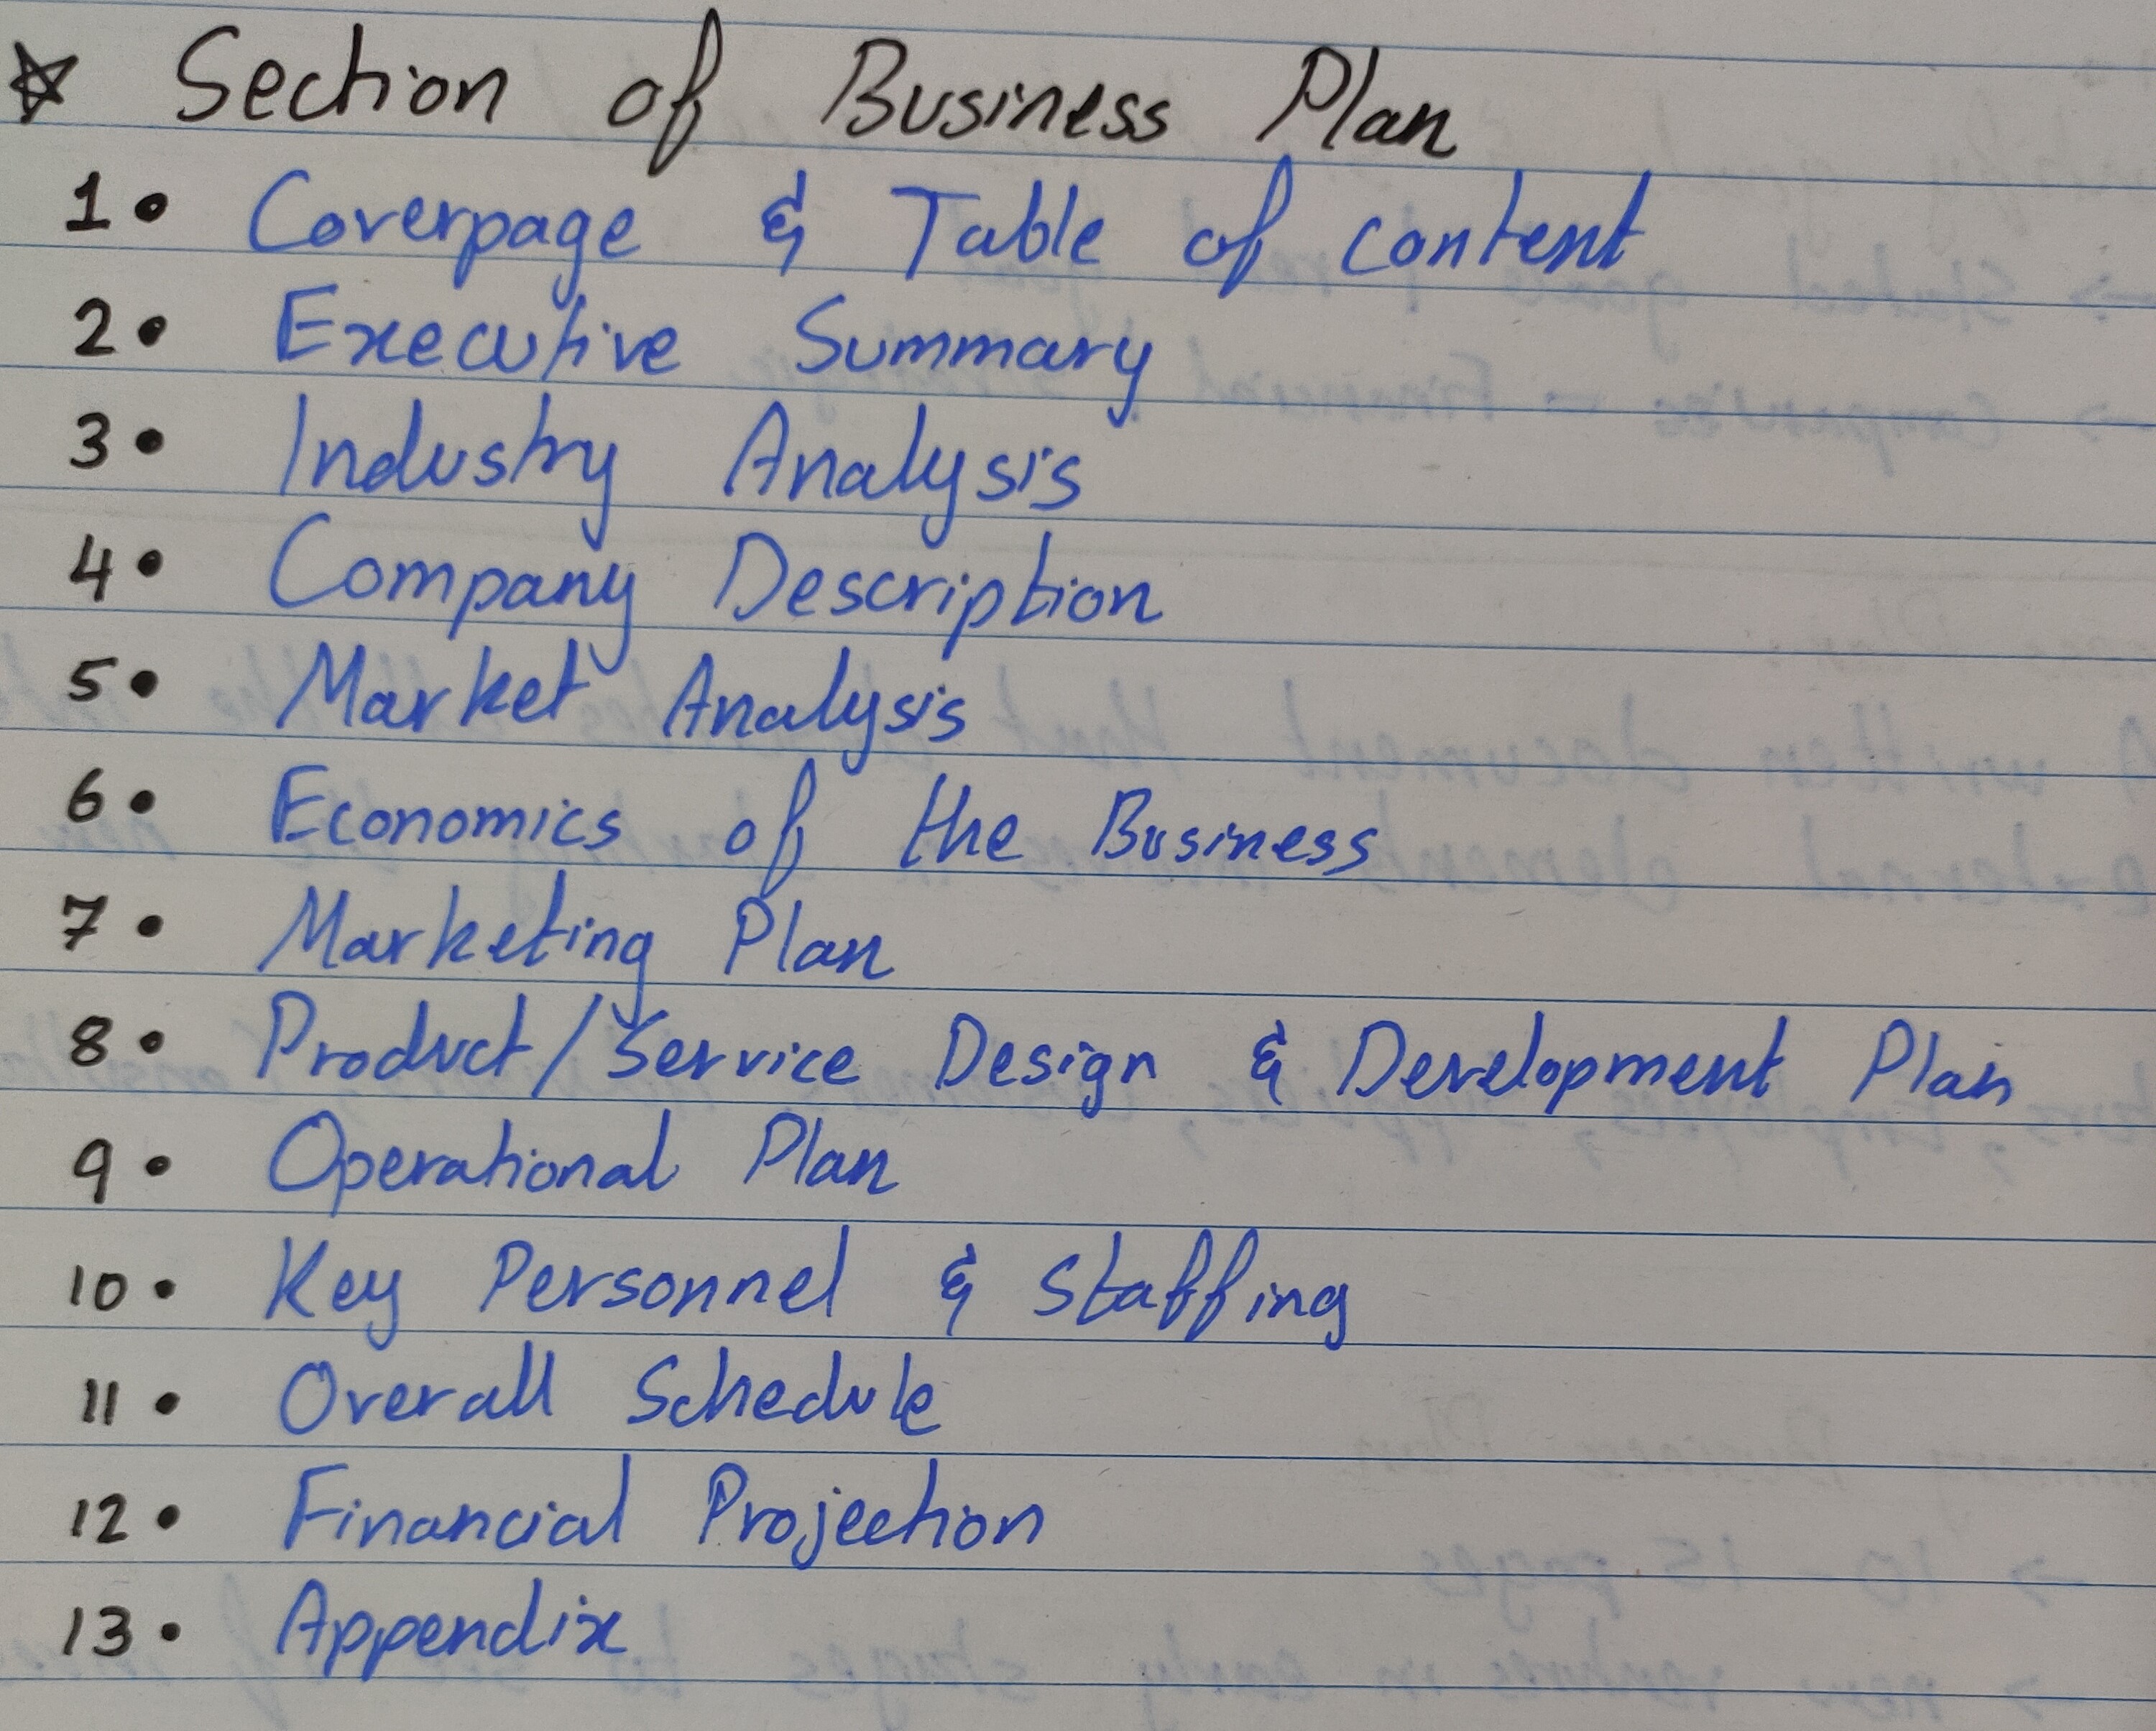 ☆ Section of Business Plan
1• Coverpage & Table of content
2• Executive Summary
3• Industry Analysis
4• Company Description
5• Market Analysis
6• Economics of the Business
7• Marketing Plan
8• Product/Service Design & Development Plan
9• Operational Plan
10• Key Personnel & Staffing
11• Overall Schedule
12• Financial Projection
13• Appendix